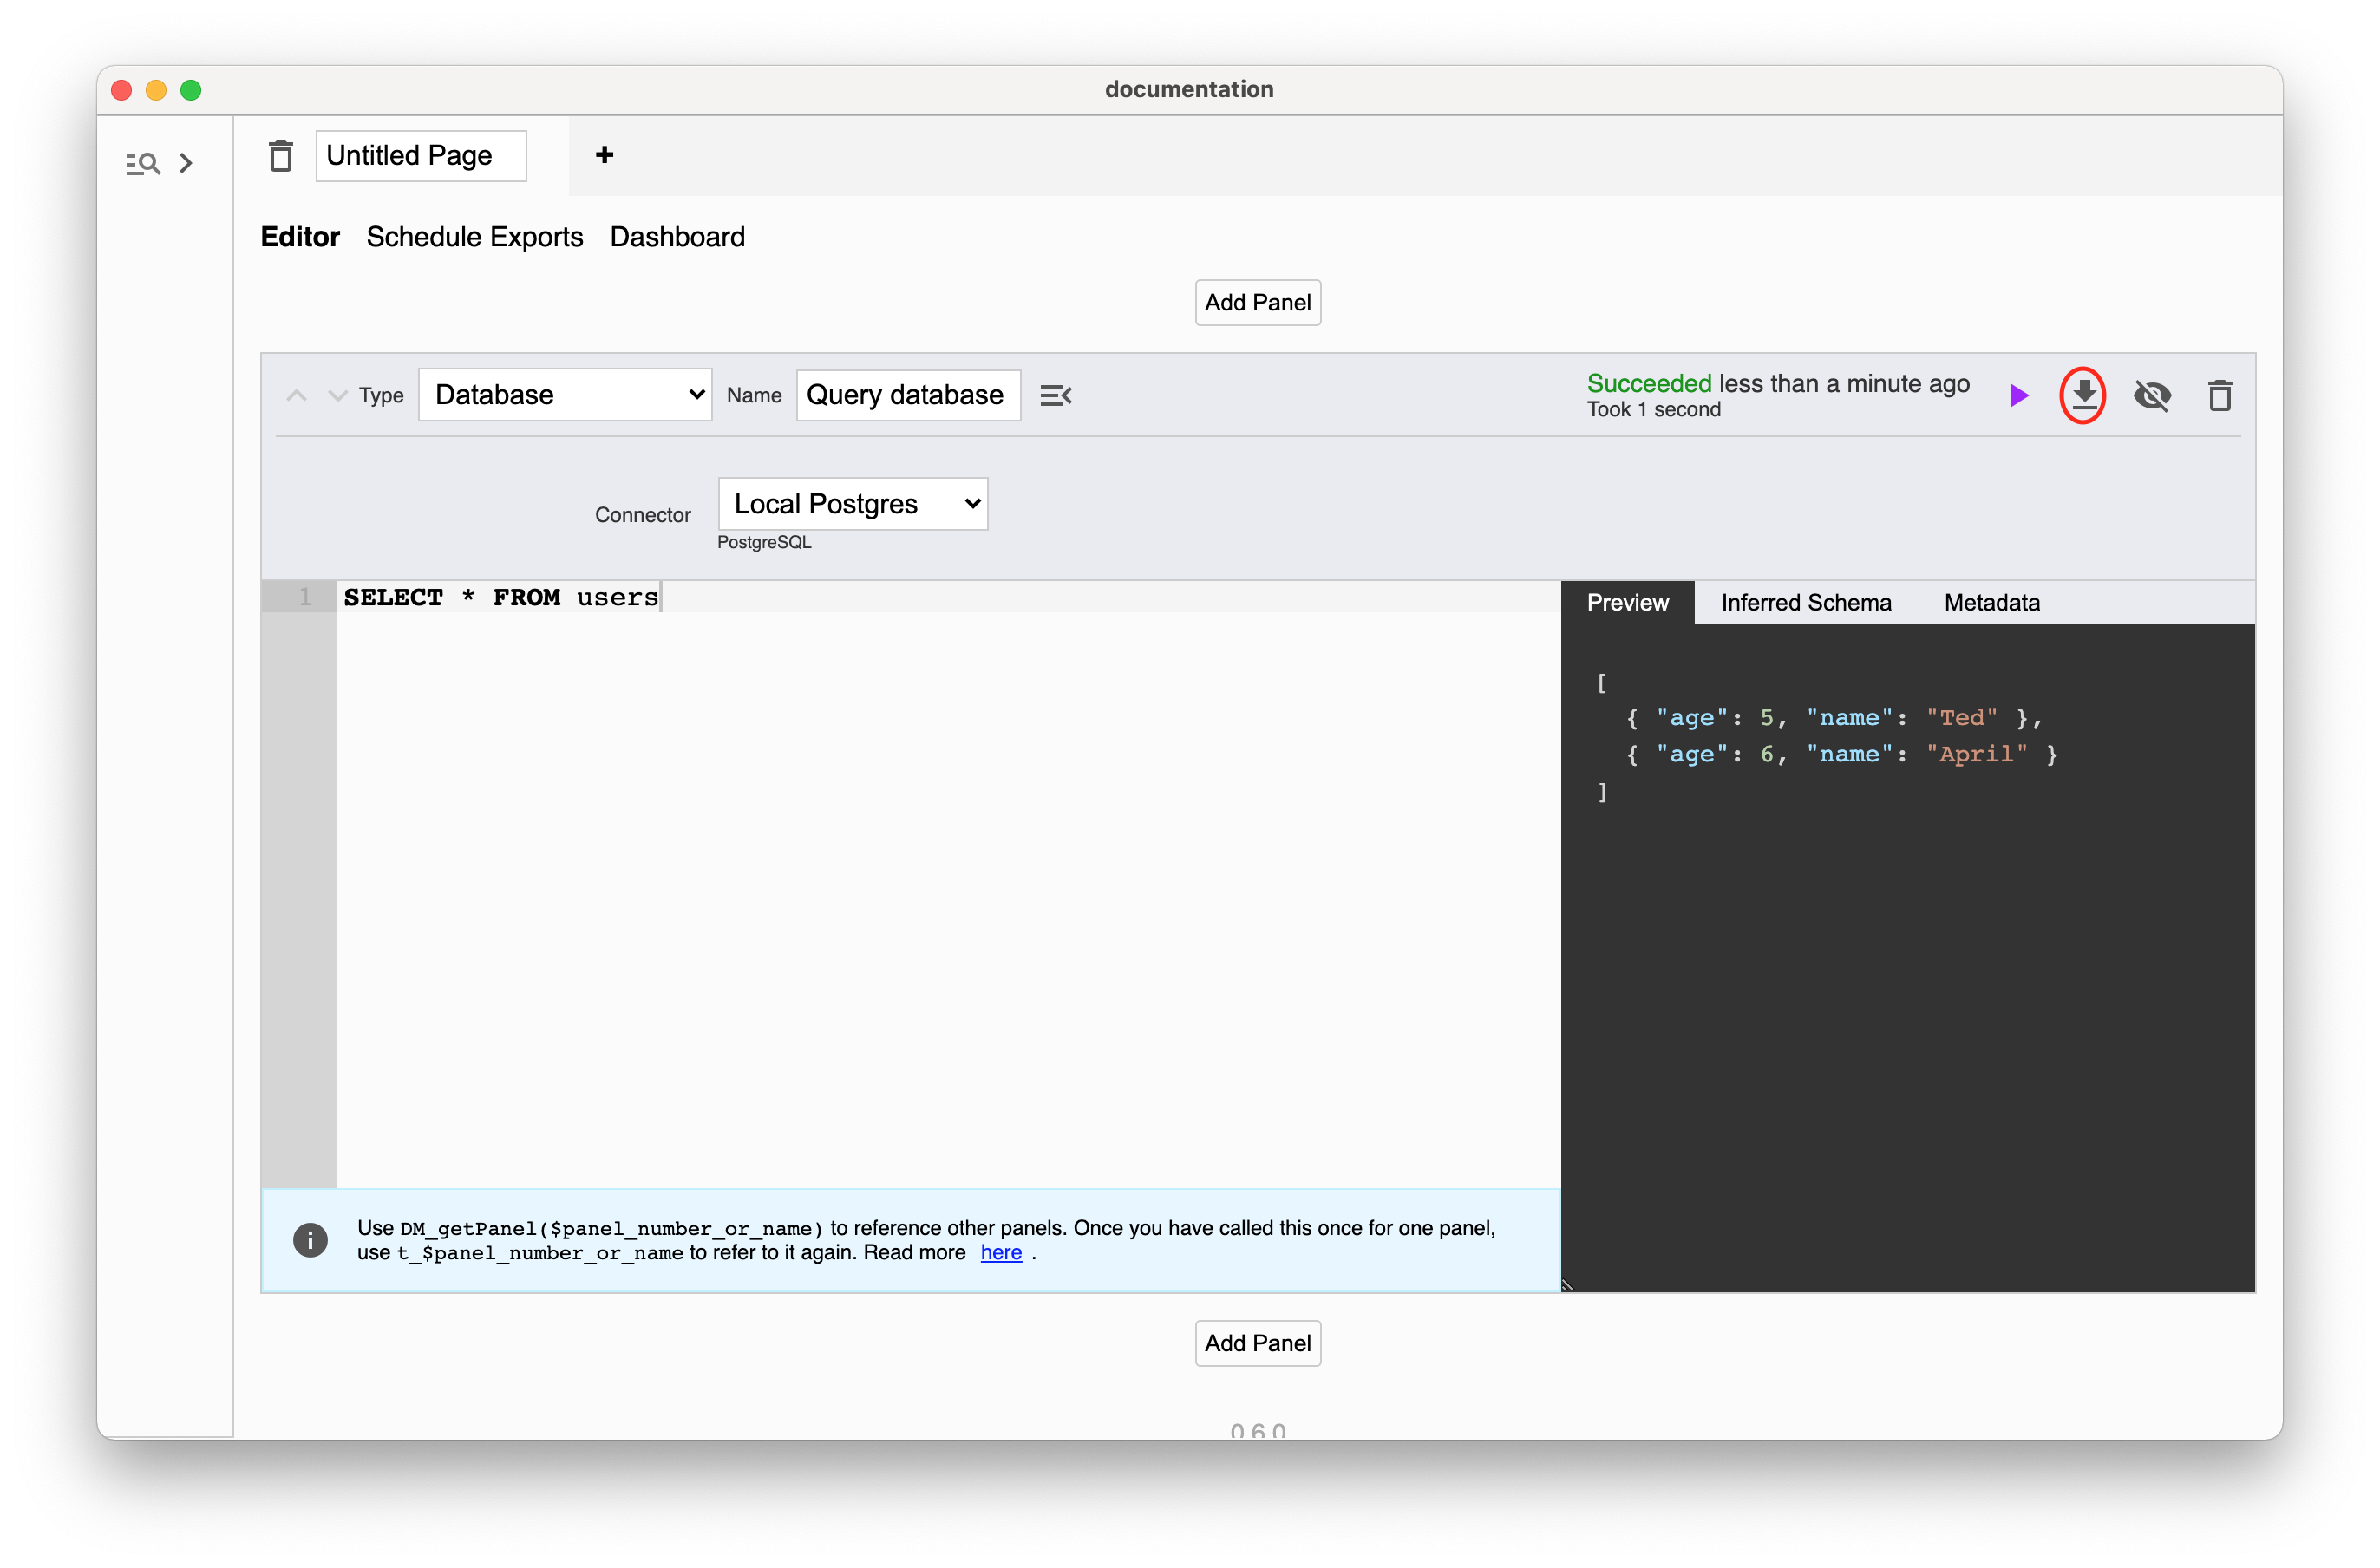 documentation
Untitled Page
+
Editor Schedule Exports Dashboard
Add Panel
Type Database Name Query database
Succeeded less than a minute ago
Took 1 second
Connector Local Postgres
PostgreSQL
1 SELECT * FROM users
Preview Inferred Schema Metadata
[
{ "age": 5, "name": "Ted" },
{ "age": 6, "name": "April" }
]
Use DM_getPanel($panel_number_or_name) to reference other panels. Once you have called this once for one panel,
use t_$panel_number_or_name to refer to it again. Read more here .
Add Panel
0.6.0